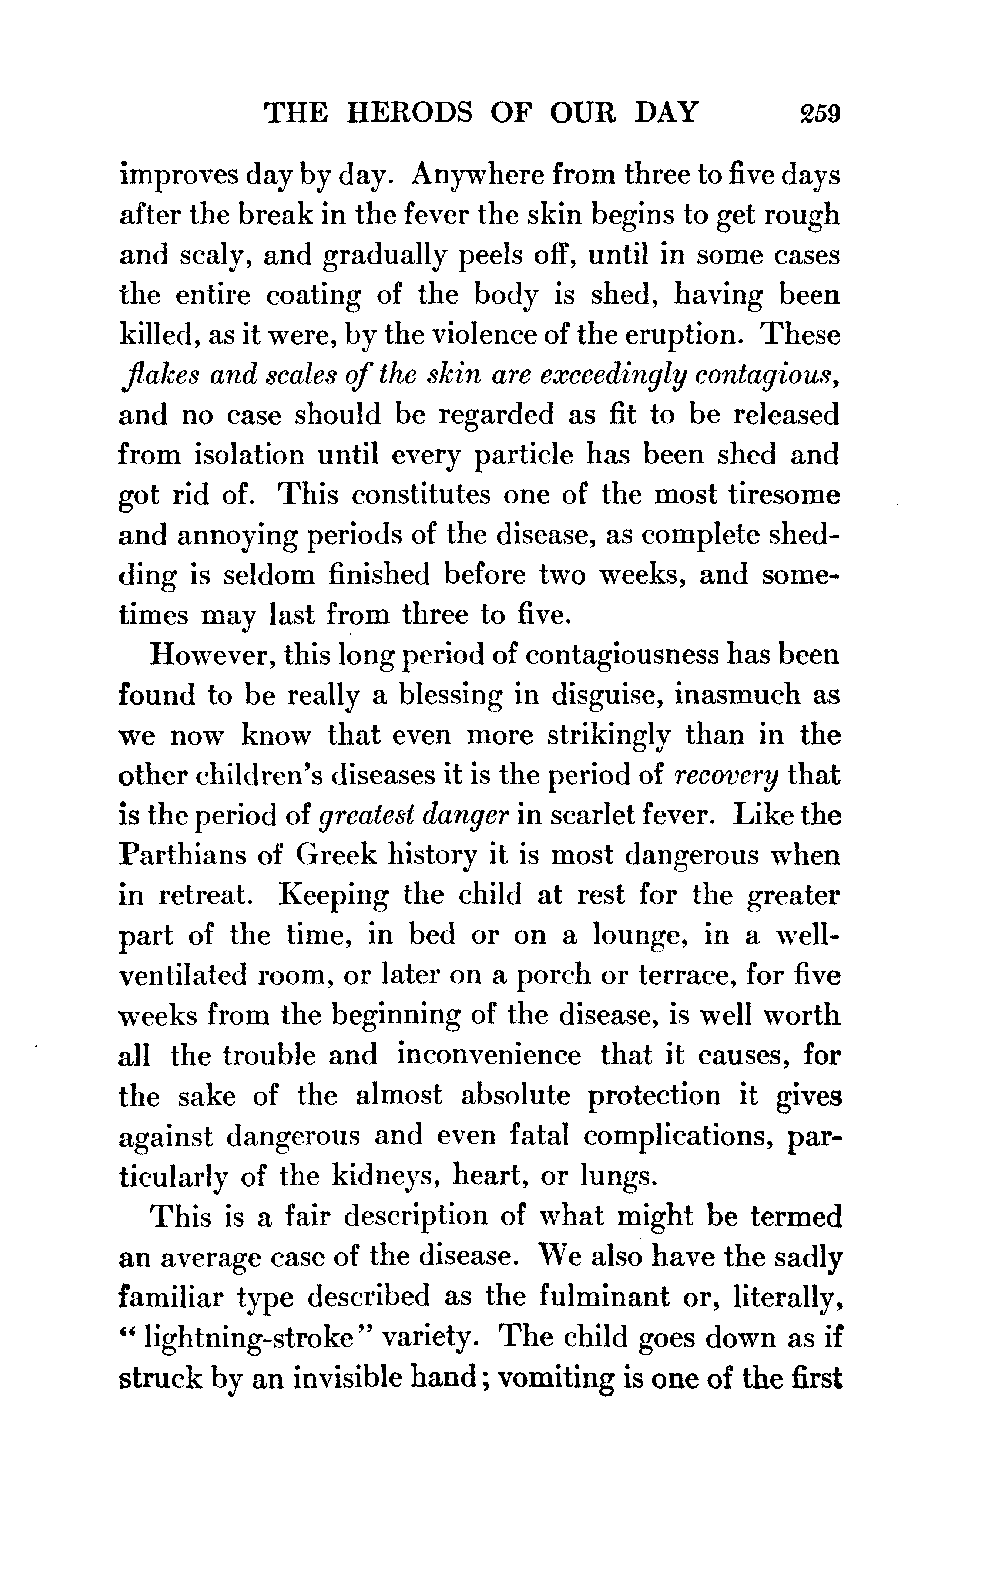 THE HERODS OF OUR DAY 259
improves day by day. Anywhere from three to five days
after the break in the fever the skin begins to get rough
and scaly, and gradually peels off, until in some cases
the entire coating of the body is shed, having been
killed, as it were, by the violence of the eruption. These
flakes and scales of the skin are exceedingly contagious,
and no case should be regarded as fit to be released
from isolation until every particle has been shed and
got rid of. This constitutes one of the most tiresome
and annoying periods of the disease, as complete shed-
ding is seldom finished before two weeks, and some-
times may last from three to five.
However, this long period of contagiousness has been
found to be really a blessing in disguise, inasmuch as
we now know that even more strikingly than in the
other children's diseases it is the period of recovery that
is the period of greatest danger in scarlet fever. Like the
Parthians of Greek history it is most dangerous when
in retreat. Keeping the child at rest for the greater
part of the time, in bed or on a lounge, in a well-
ventilated room, or later on a porch or terrace, for five
weeks from the beginning of the disease, is well worth
all the trouble and inconvenience that it causes, for
the sake of the almost absolute protection it gives
against dangerous and even fatal complications, par-
ticularly of the kidneys, heart, or lungs.
This is a fair description of what might be termed
an average case of the disease. We also have the sadly
familiar type described as the fulminant or, literally,
“lightning-stroke” variety. The child goes down as if
struck by an invisible hand; vomiting is one of the first